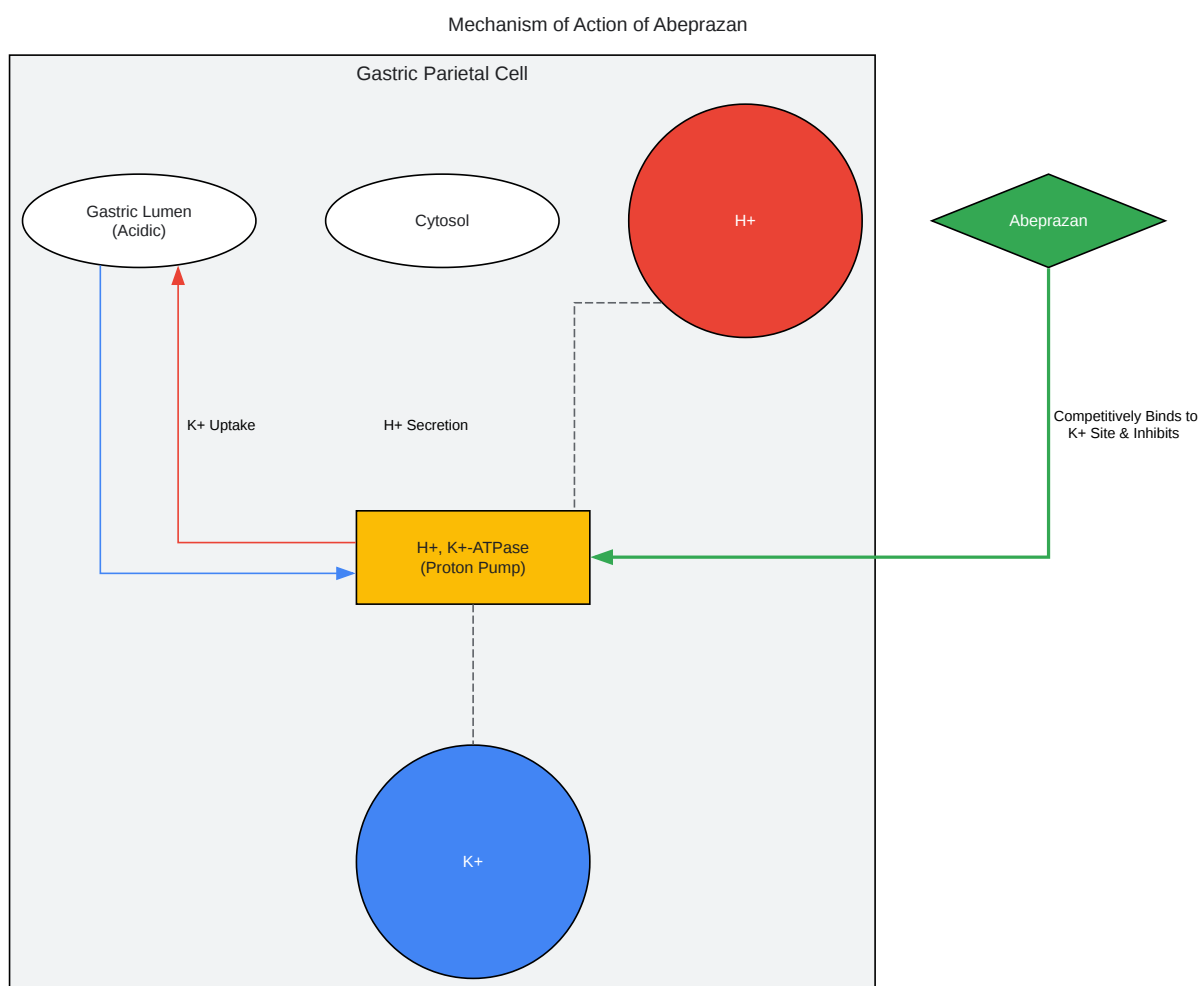 Mechanism of Action of Abeprazan
Gastric Parietal Cell
Gastric Lumen
(Acidic)
Cytosol
H+
Abeprazan
K+ Uptake
H+ Secretion
Competitively Binds to
K+ Site & Inhibits
H+, K+-ATPase
(Proton Pump)
K+